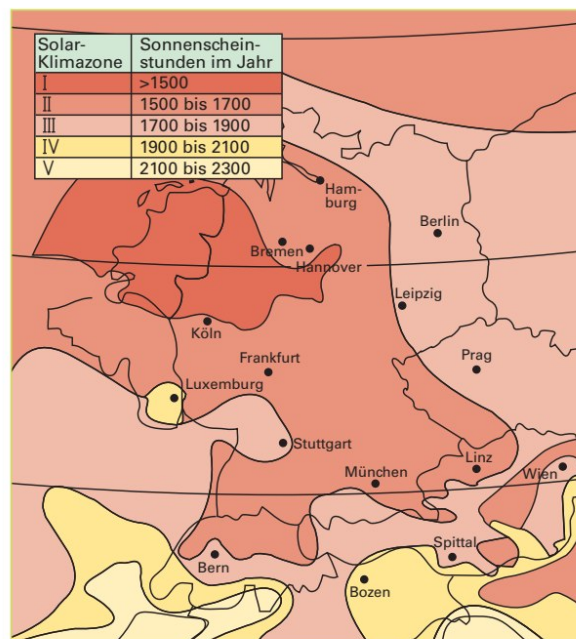 Solar-
Klimazone
Sonnenschein-
stunden im Jahr
I
>1500
II
1500 bis 1700
III
1700 bis 1900
IV
1900 bis 2100
V
2100 bis 2300
Ham-
burg
Berlin
Bremen
Hannover
Leipzig
Köln
Frankfurt
Prag
Luxemburg
Stuttgart
Linz
München
Wien
Spittal
Bern
Bozen